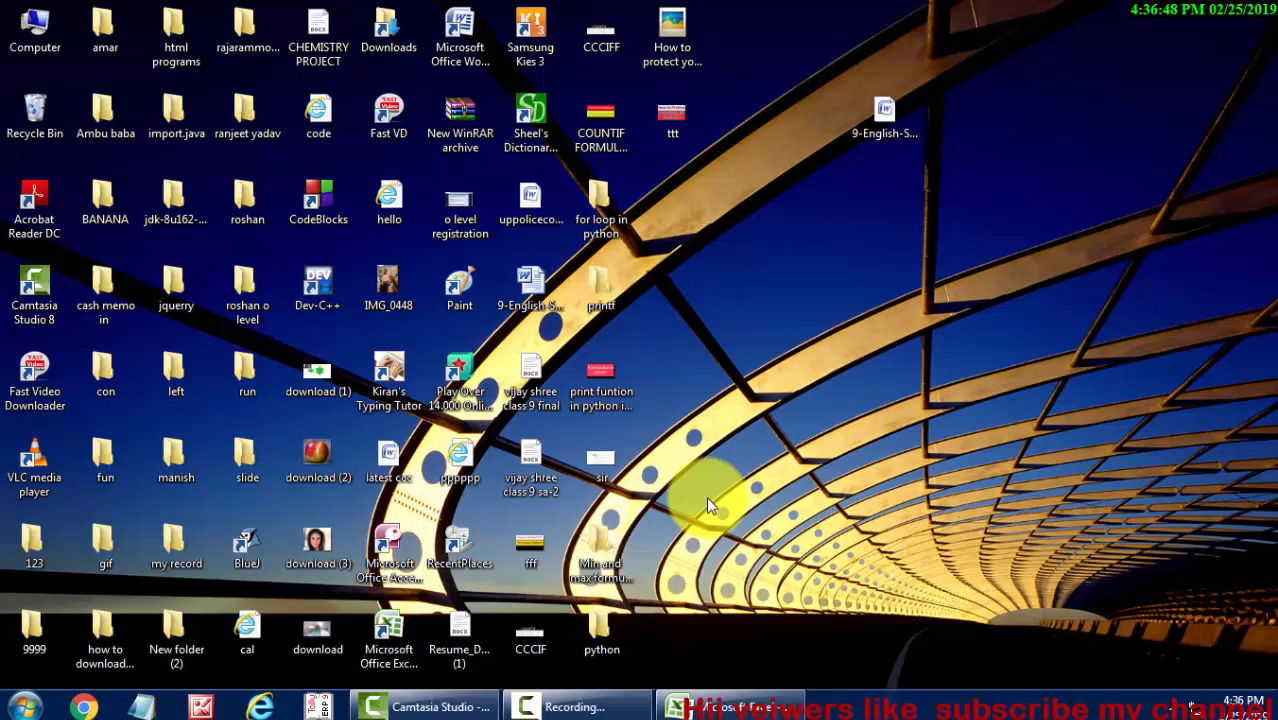 4:36:48 PM 02/25/2019
Computer
amar
html programs
rajarammo...
CHEMISTRY PROJECT
Downloads
Microsoft Office Wo...
Samsung Kies 3
CCCIFF
How to protect yo...
Recycle Bin
Ambu baba
import.java
ranjeet yadav
code
Fast VD
New WinRAR archive
Sheel's Dictionar...
COUNTIF FORMUL...
ttt
9-English-S...
Acrobat Reader DC
BANANA
jdk-8u162-...
roshan
CodeBlocks
hello
o level registration
uppoliceco...
for loop in python
Camtasia Studio 8
cash memo in
jquerry
roshan o level
Dev-C++
IMG_0448
Paint
9-English-S...
printf
Fast Video Downloader
con
left
run
download (1)
Kiran's Typing Tutor
Play Over 14,000 Onli...
vijay shree class 9 final
print funtion in python i...
VLC media player
fun
manish
slide
download (2)
latest ccc
pppppp
vijay shree class 9 sa-2
sir
123
gif
my record
BlueJ
download (3)
Microsoft Office Acce...
RecentPlaces
fff
Min and max formu...
9999
how to download...
New folder (2)
cal
download
Microsoft Office Exc...
Resume_D... (1)
CCCIF
python
Camtasia Studio -...
Recording...
4:36 PM
Hii veiwers like subscribe my channel